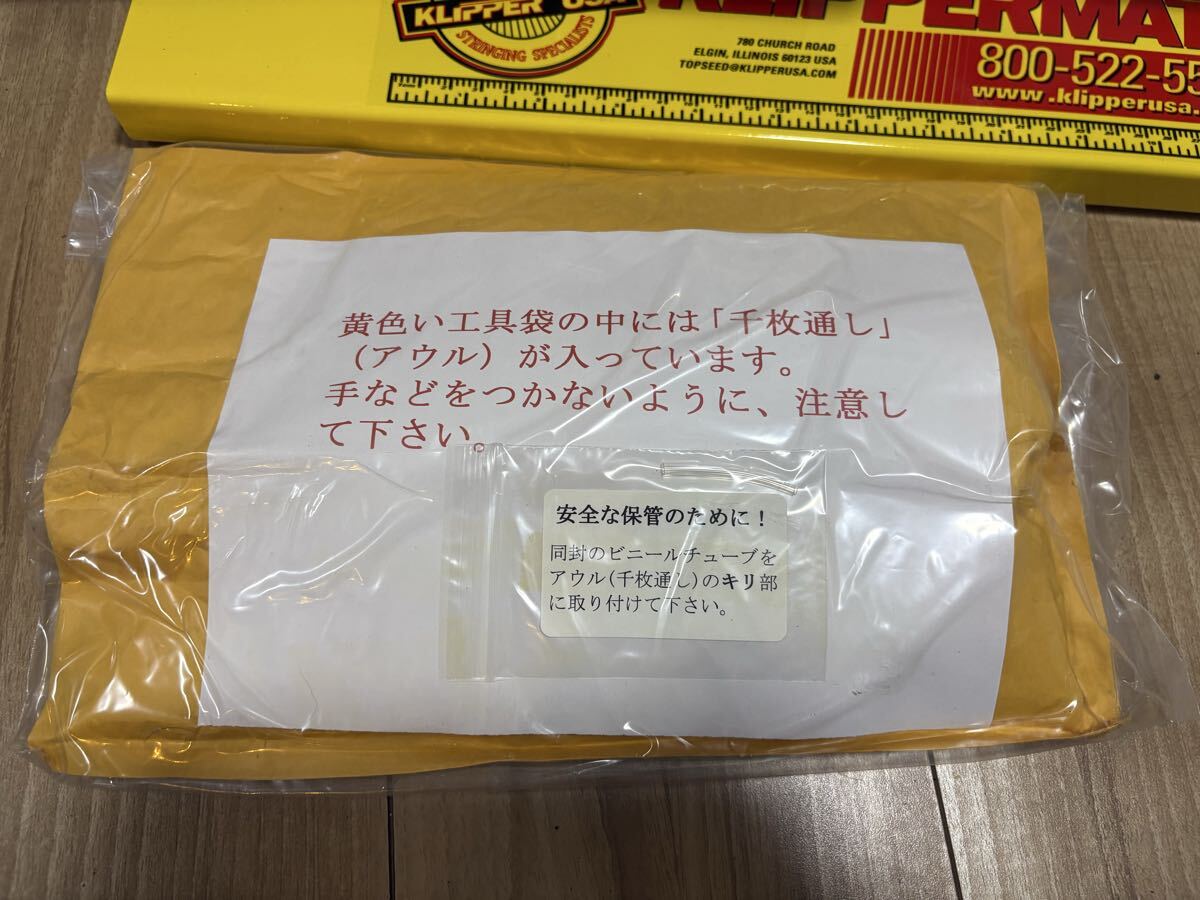 KLIPPER USA
STRINGING SPECIALISTS
780 CHURCH ROAD
ELGIN, ILLINOIS 60123 USA
TOPSEED@KLIPPERUSA.COM
KLIPPERMAT
800-522-55
www.klipperusa.
黄色い工具袋の中には「千枚通し」
(アウル)が入っています。
手などをつかないように、注意し
て下さい。
安全な保管のために!
同封のビニールチューブを
アウル(千枚通し)のキリ部
に取り付けて下さい。